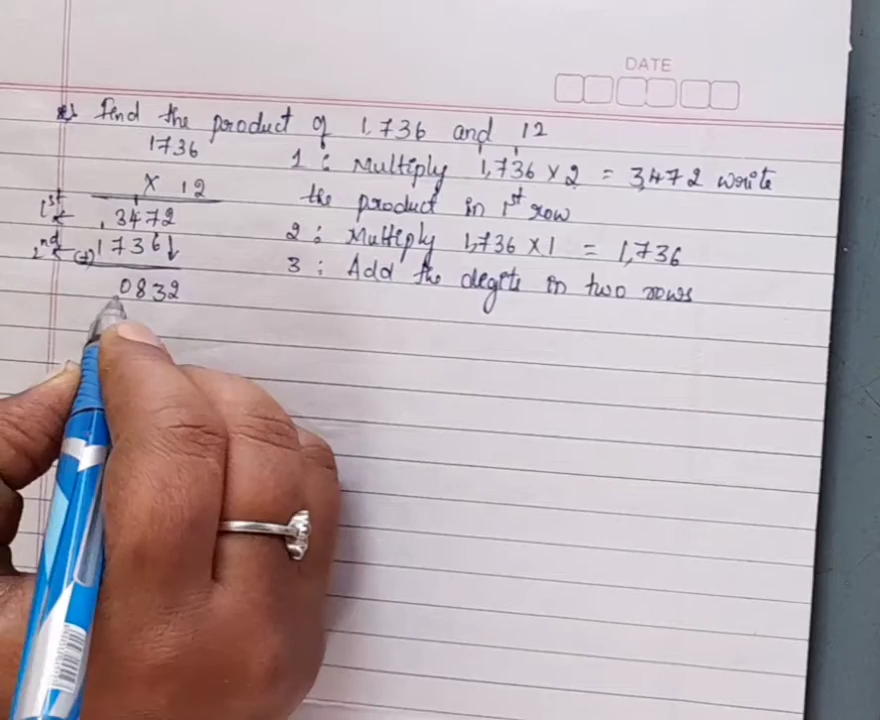 DATE
Find the product of 1,736 and 12
1736
x 12
1st 3472
2nd (+) 1736↓
0832
1 : Multiply 1,736 x 2 = 3,472 write
the product in 1st row
2 : Multiply 1,736 x 1 = 1,736
3 : Add the degits in two rows